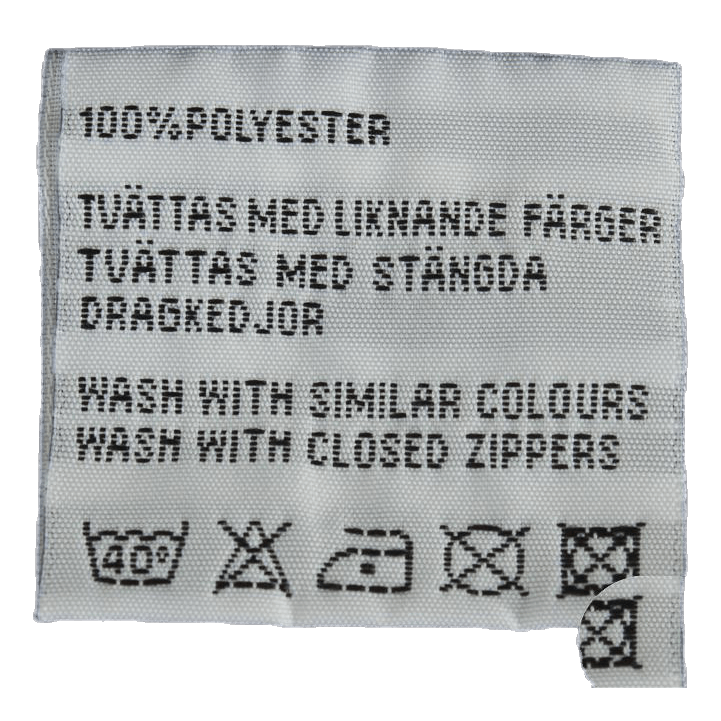 100%POLYESTER
TVÄTTAS MED LIKNANDE FÄRGER
TVÄTTAS MED STÄNGDA
DRAGKEDJOR
WASH WITH SIMILAR COLOURS
WASH WITH CLOSED ZIPPERS
40°